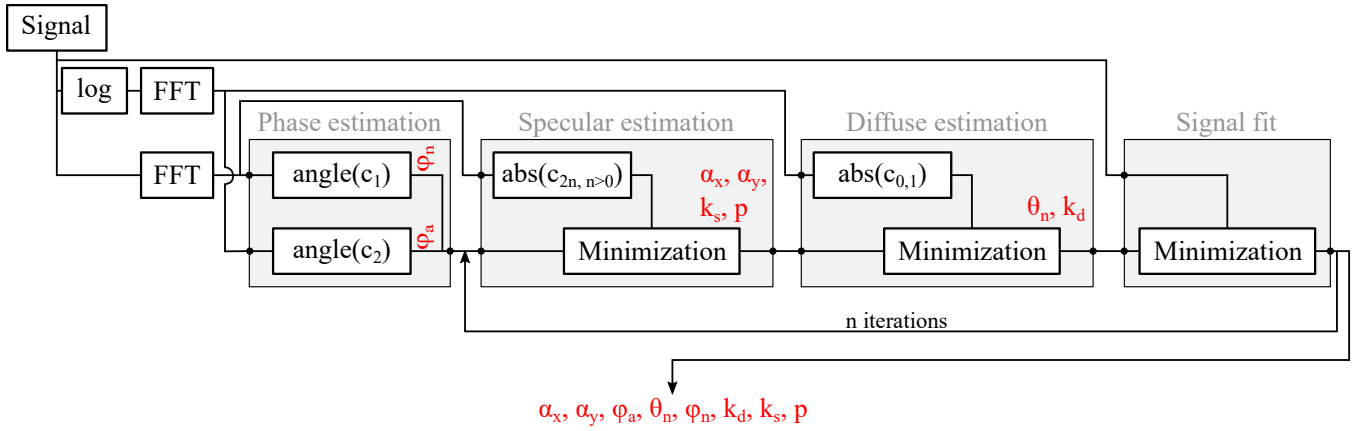 Signal
log
FFT
Phase estimation
Specular estimation
Diffuse estimation
Signal fit
FFT
angle(c₁)
φₙ
abs(c₂ₙ, ₙ>₀)
αₓ, αᵧ,
kₛ, p
abs(c₀,₁)
θₙ, k_d
angle(c₂)
φₐ
Minimization
Minimization
Minimization
n iterations
αₓ, αᵧ, φₐ, θₙ, φₙ, k_d, kₛ, p